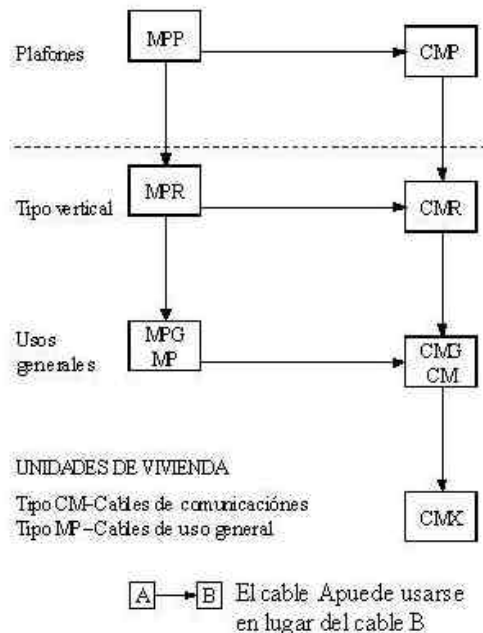 MPP
CMP
Plafones
MPR
CMR
Tipo vertical
MPG
MP
CMG
CM
Usos
generales
UNIDADES DE VIVIENDA
Tipo CM-Cables de comunicaciónes
Tipo MP-Cables de uso general
CMX
A
B
El cable A puede usarse
en lugar del cable B